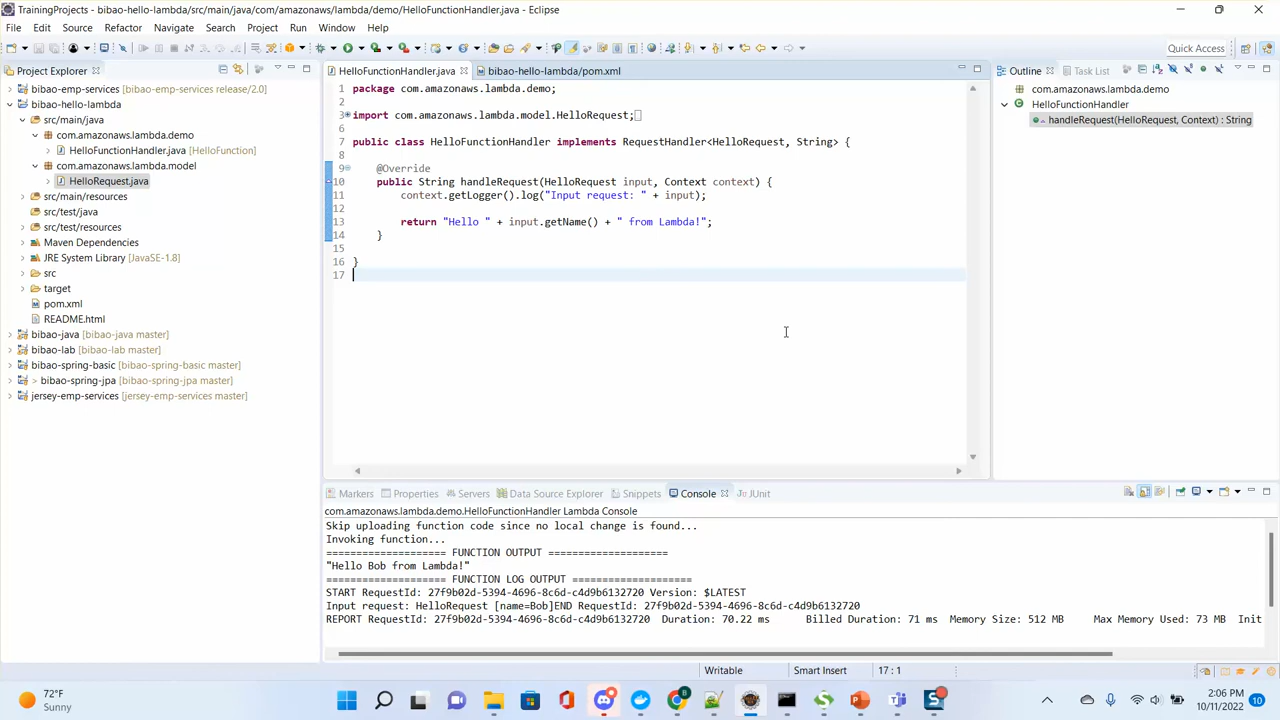 TrainingProjects - bibao-hello-lambda/src/main/java/com/amazonaws/lambda/demo/HelloFunctionHandler.java - Eclipse
File Edit Source Refactor Navigate Search Project Run Window Help
Quick Access
Project Explorer
bibao-emp-services [bibao-emp-services release/2.0]
bibao-hello-lambda
src/main/java
com.amazonaws.lambda.demo
HelloFunctionHandler.java [HelloFunction]
com.amazonaws.lambda.model
HelloRequest.java
src/main/resources
src/test/java
src/test/resources
Maven Dependencies
JRE System Library [JavaSE-1.8]
src
target
pom.xml
README.html
bibao-java [bibao-java master]
bibao-lab [bibao-lab master]
bibao-spring-basic [bibao-spring-basic master]
> bibao-spring-jpa [bibao-spring-jpa master]
jersey-emp-services [jersey-emp-services master]
HelloFunctionHandler.java bibao-hello-lambda/pom.xml
1 package com.amazonaws.lambda.demo;
2
3 import com.amazonaws.lambda.model.HelloRequest;
6
7 public class HelloFunctionHandler implements RequestHandler<HelloRequest, String> {
8
9 @Override
10 public String handleRequest(HelloRequest input, Context context) {
11 context.getLogger().log("Input request: " + input);
12
13 return "Hello " + input.getName() + " from Lambda!";
14 }
15
16 }
17
Outline Task List
com.amazonaws.lambda.demo
HelloFunctionHandler
handleRequest(HelloRequest, Context) : String
Markers Properties Servers Data Source Explorer Snippets Console JUnit
com.amazonaws.lambda.demo.HelloFunctionHandler Lambda Console
Skip uploading function code since no local change is found...
Invoking function...
==================== FUNCTION OUTPUT ====================
"Hello Bob from Lambda!"
==================== FUNCTION LOG OUTPUT ====================
START RequestId: 27f9b02d-5394-4696-8c6d-c4d9b6132720 Version: $LATEST
Input request: HelloRequest [name=Bob]END RequestId: 27f9b02d-5394-4696-8c6d-c4d9b6132720
REPORT RequestId: 27f9b02d-5394-4696-8c6d-c4d9b6132720 Duration: 70.22 ms Billed Duration: 71 ms Memory Size: 512 MB Max Memory Used: 73 MB Init
Writable Smart Insert 17 : 1
72°F
Sunny
2:06 PM
10/11/2022
10